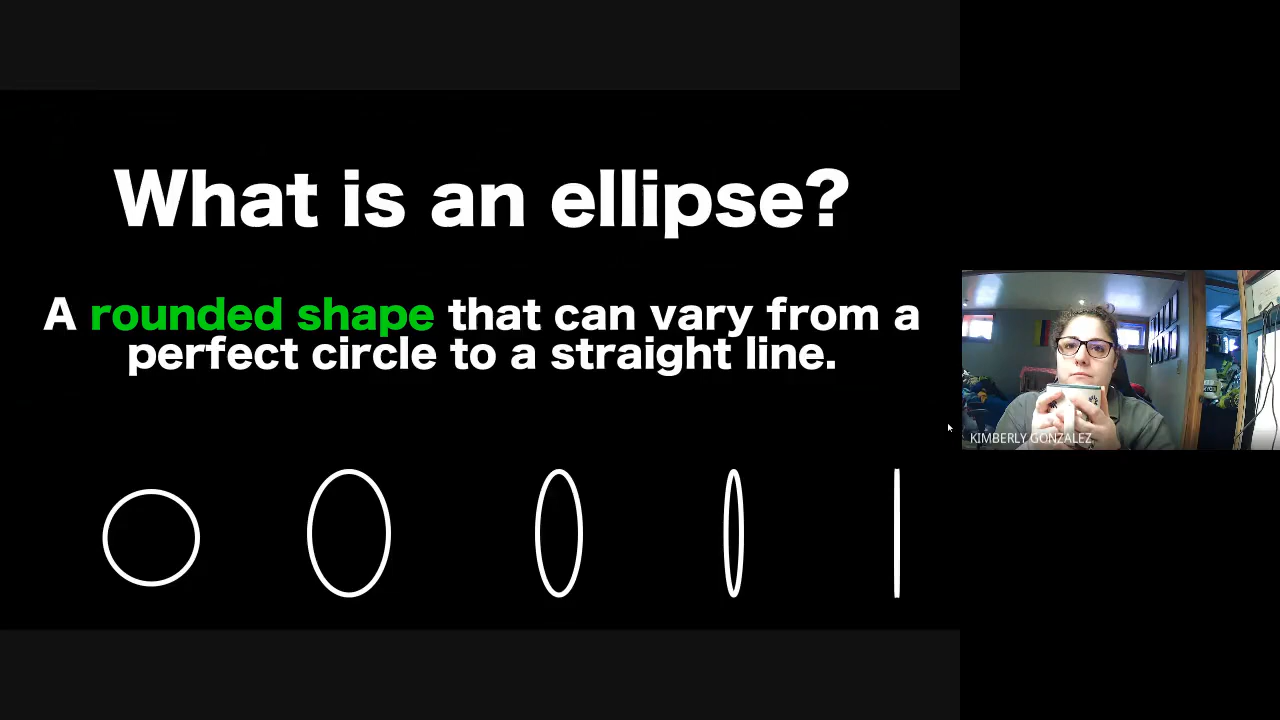 What is an ellipse?
A rounded shape that can vary from a
perfect circle to a straight line.
KIMBERLY GONZALEZ